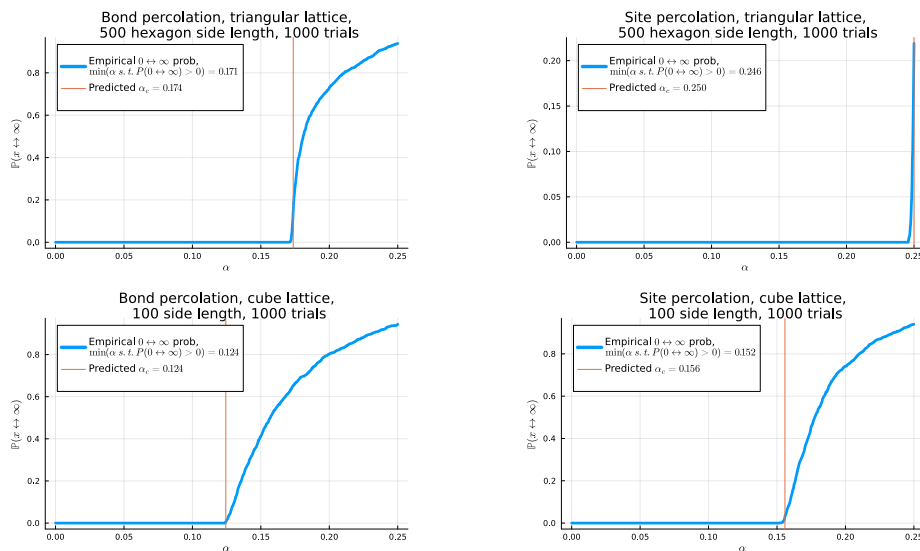 Bond percolation, triangular lattice,
500 hexagon side length, 1000 trials
Empirical 0 ↔ ∞ prob,
min(α s.t. P(0 ↔ ∞) > 0) = 0.171
Predicted α_c = 0.174
ℙ(x ↔ ∞)
0.8
0.6
0.4
0.2
0.0
0.00 0.05 0.10 0.15 0.20 0.25
α
Site percolation, triangular lattice,
500 hexagon side length, 1000 trials
Empirical 0 ↔ ∞ prob,
min(α s.t. P(0 ↔ ∞) > 0) = 0.246
Predicted α_c = 0.250
ℙ(x ↔ ∞)
0.20
0.15
0.10
0.05
0.00
0.00 0.05 0.10 0.15 0.20 0.25
α
Bond percolation, cube lattice,
100 side length, 1000 trials
Empirical 0 ↔ ∞ prob,
min(α s.t. P(0 ↔ ∞) > 0) = 0.124
Predicted α_c = 0.124
ℙ(x ↔ ∞)
0.8
0.6
0.4
0.2
0.0
0.00 0.05 0.10 0.15 0.20 0.25
α
Site percolation, cube lattice,
100 side length, 1000 trials
Empirical 0 ↔ ∞ prob,
min(α s.t. P(0 ↔ ∞) > 0) = 0.152
Predicted α_c = 0.156
ℙ(x ↔ ∞)
0.8
0.6
0.4
0.2
0.0
0.00 0.05 0.10 0.15 0.20 0.25
α